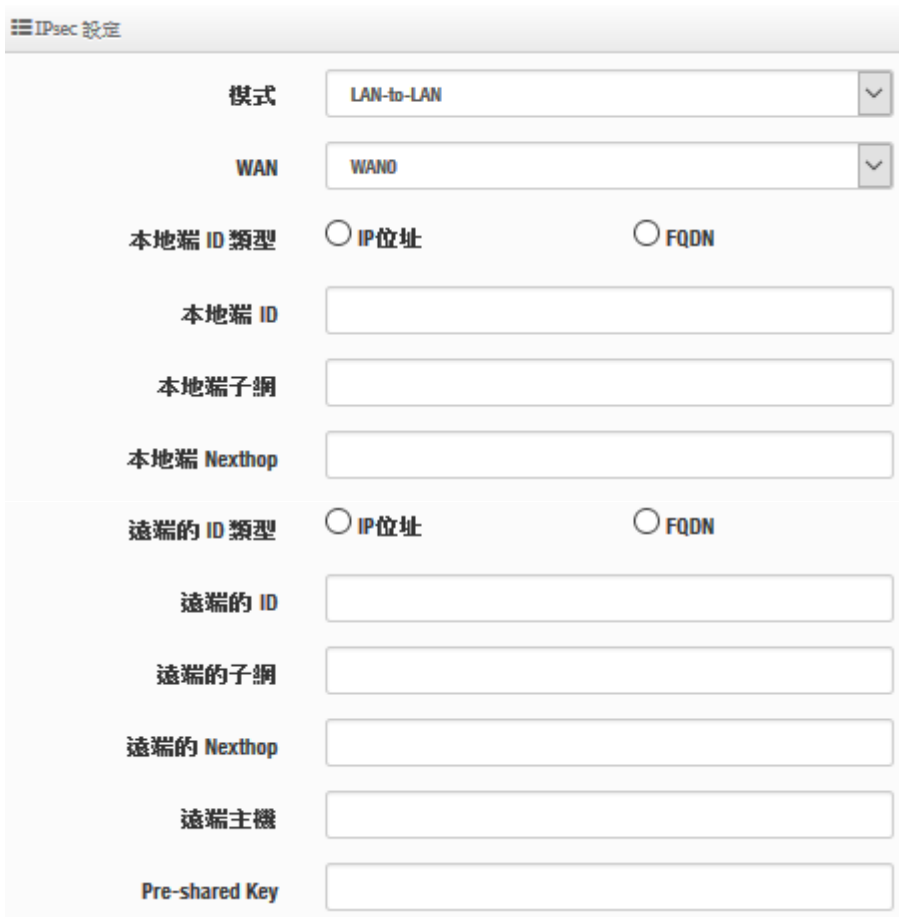 IPsec 設定
模式 LAN-to-LAN
WAN WAN0
本地端 ID 類型 IP位址 FQDN
本地端 ID
本地端子網
本地端 Nexthop
遠端的 ID 類型 IP位址 FQDN
遠端的 ID
遠端的子網
遠端的 Nexthop
遠端主機
Pre-shared Key